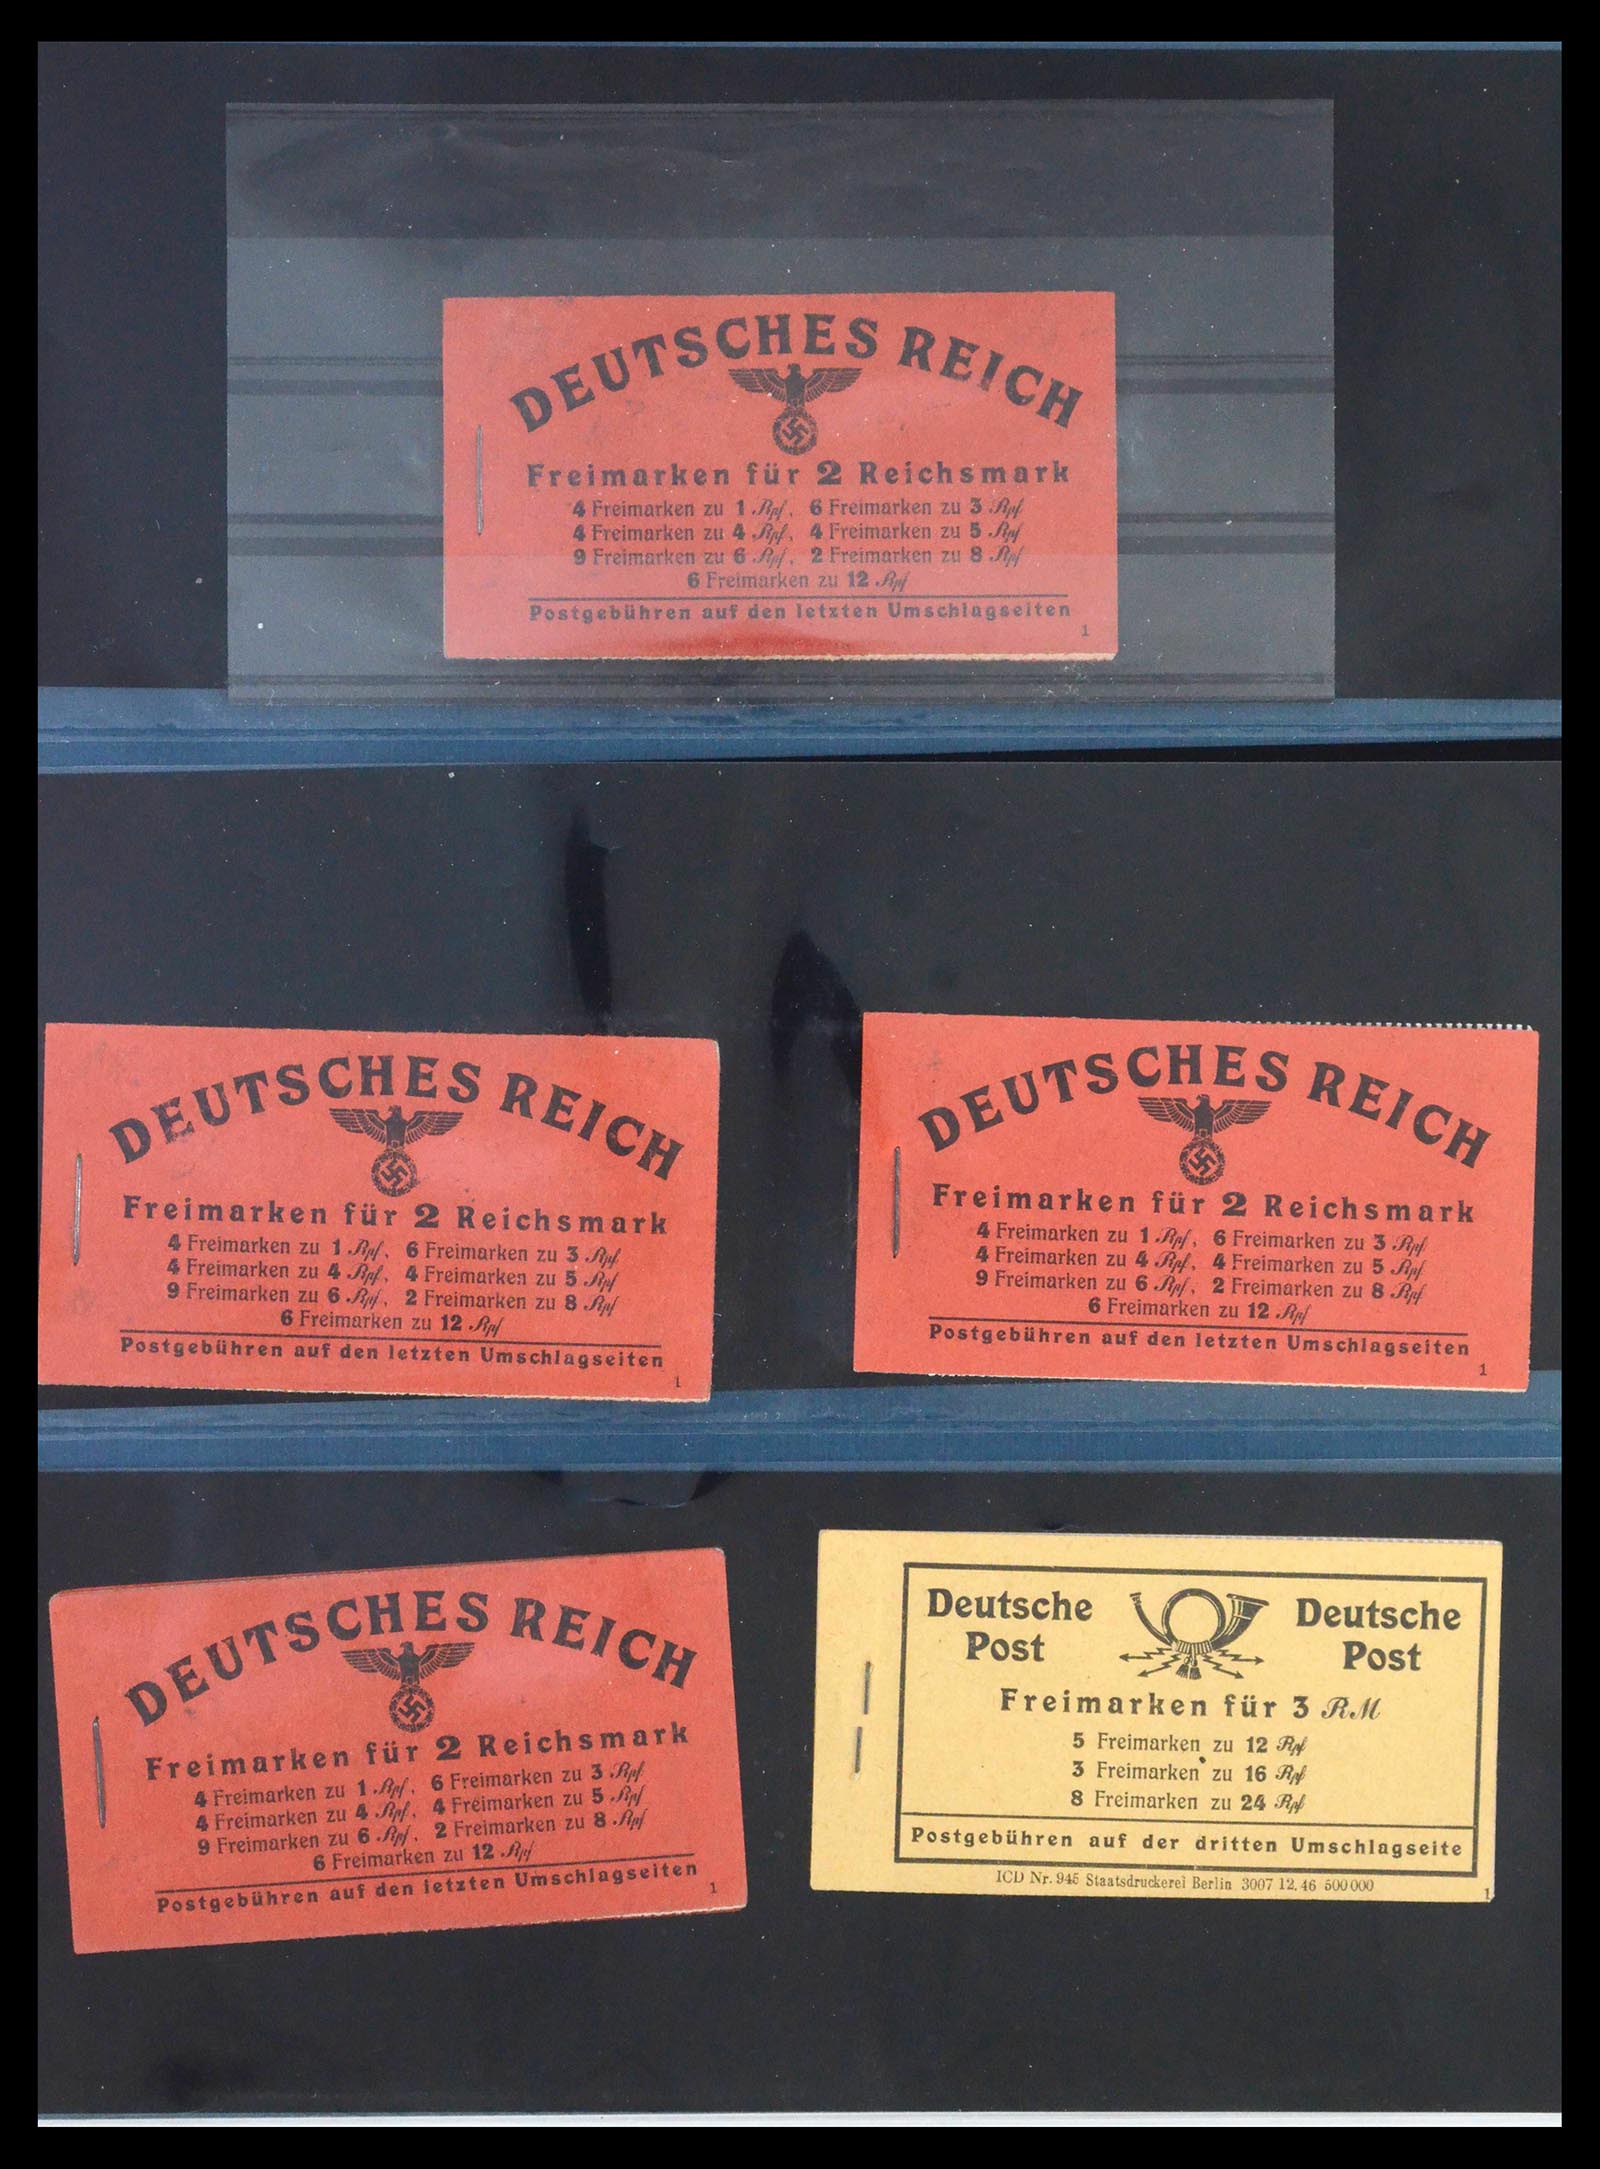 DEUTSCHES REICH
Freimarken für 2 Reichsmark
4 Freimarken zu 1 Rpf, 6 Freimarken zu 3 Rpf
4 Freimarken zu 4 Rpf, 4 Freimarken zu 5 Rpf
9 Freimarken zu 6 Rpf, 2 Freimarken zu 8 Rpf
6 Freimarken zu 12 Rpf
Postgebühren auf den letzten Umschlagseiten
1
DEUTSCHES REICH
Freimarken für 2 Reichsmark
4 Freimarken zu 1 Rpf, 6 Freimarken zu 3 Rpf
4 Freimarken zu 4 Rpf, 4 Freimarken zu 5 Rpf
9 Freimarken zu 6 Rpf, 2 Freimarken zu 8 Rpf
6 Freimarken zu 12 Rpf
Postgebühren auf den letzten Umschlagseiten
1
DEUTSCHES REICH
Freimarken für 2 Reichsmark
4 Freimarken zu 1 Rpf, 6 Freimarken zu 3 Rpf
4 Freimarken zu 4 Rpf, 4 Freimarken zu 5 Rpf
9 Freimarken zu 6 Rpf, 2 Freimarken zu 8 Rpf
6 Freimarken zu 12 Rpf
Postgebühren auf den letzten Umschlagseiten
1
DEUTSCHES REICH
Freimarken für 2 Reichsmark
4 Freimarken zu 1 Rpf, 6 Freimarken zu 3 Rpf
4 Freimarken zu 4 Rpf, 4 Freimarken zu 5 Rpf
9 Freimarken zu 6 Rpf, 2 Freimarken zu 8 Rpf
6 Freimarken zu 12 Rpf
Postgebühren auf den letzten Umschlagseiten
1
Deutsche Post
Deutsche Post
Freimarken für 3 RM
5 Freimarken zu 12 Rpf
3 Freimarken zu 16 Rpf
8 Freimarken zu 24 Rpf
Postgebühren auf der dritten Umschlagseite
ICD Nr. 945 Staatsdruckerei Berlin 3007 12.46 500 000
1